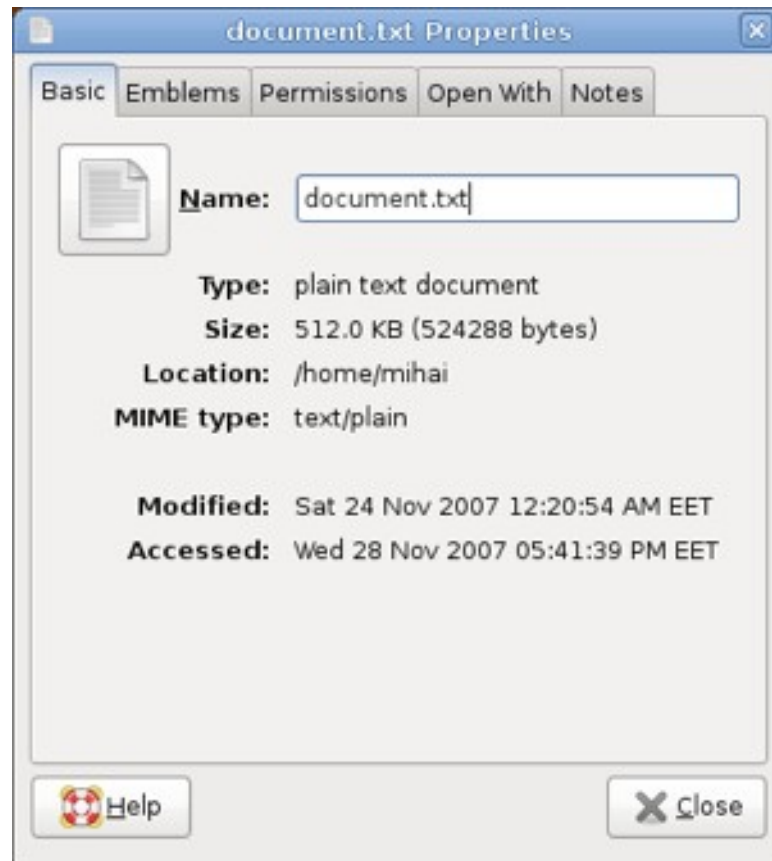 document.txt Properties
Basic Emblems Permissions Open With Notes
Name: document.txt
Type: plain text document
Size: 512.0 KB (524288 bytes)
Location: /home/mihai
MIME type: text/plain
Modified: Sat 24 Nov 2007 12:20:54 AM EET
Accessed: Wed 28 Nov 2007 05:41:39 PM EET
Help Close